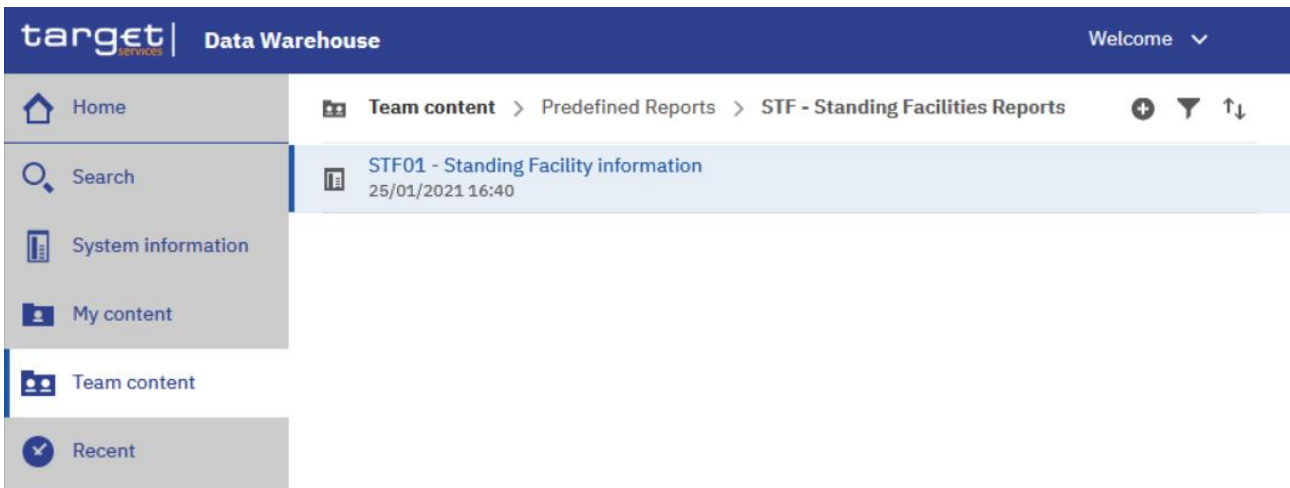 target services | Data Warehouse Welcome
Home
Team content > Predefined Reports > STF - Standing Facilities Reports
Search
STF01 - Standing Facility information
25/01/2021 16:40
System information
My content
Team content
Recent